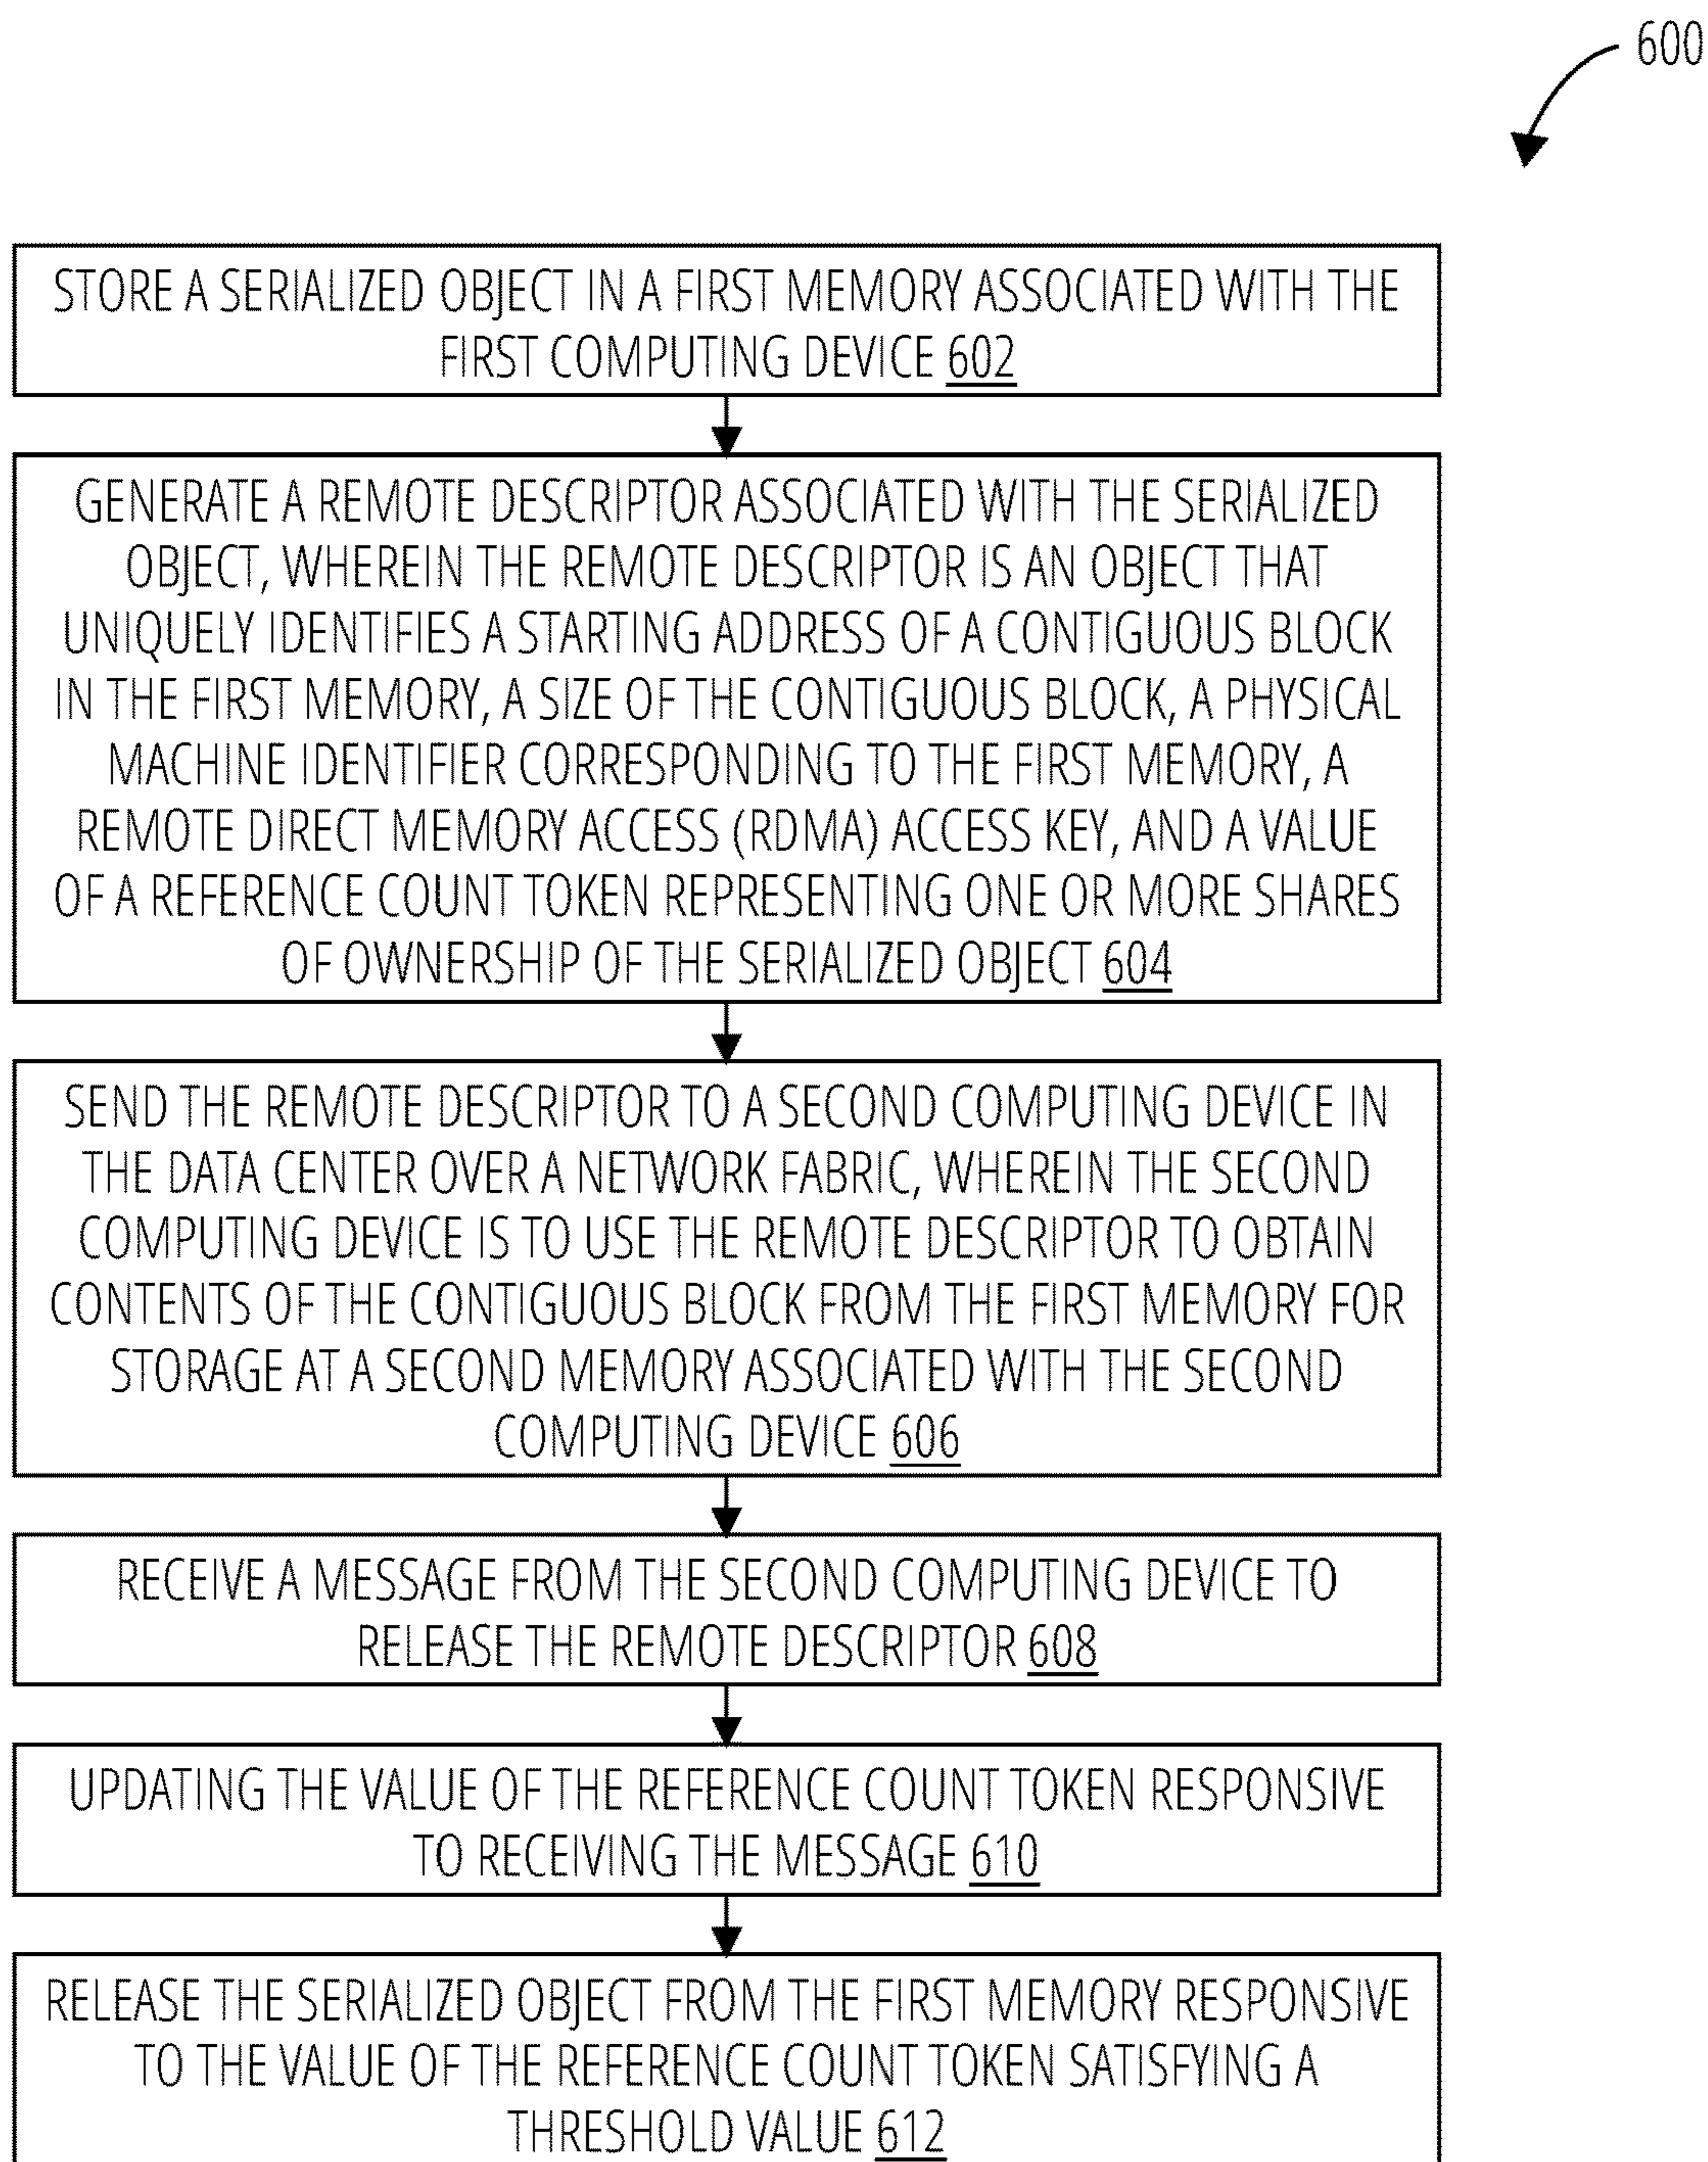 600
STORE A SERIALIZED OBJECT IN A FIRST MEMORY ASSOCIATED WITH THE
FIRST COMPUTING DEVICE 602
GENERATE A REMOTE DESCRIPTOR ASSOCIATED WITH THE SERIALIZED
OBJECT, WHEREIN THE REMOTE DESCRIPTOR IS AN OBJECT THAT
UNIQUELY IDENTIFIES A STARTING ADDRESS OF A CONTIGUOUS BLOCK
IN THE FIRST MEMORY, A SIZE OF THE CONTIGUOUS BLOCK, A PHYSICAL
MACHINE IDENTIFIER CORRESPONDING TO THE FIRST MEMORY, A
REMOTE DIRECT MEMORY ACCESS (RDMA) ACCESS KEY, AND A VALUE
OF A REFERENCE COUNT TOKEN REPRESENTING ONE OR MORE SHARES
OF OWNERSHIP OF THE SERIALIZED OBJECT 604
SEND THE REMOTE DESCRIPTOR TO A SECOND COMPUTING DEVICE IN
THE DATA CENTER OVER A NETWORK FABRIC, WHEREIN THE SECOND
COMPUTING DEVICE IS TO USE THE REMOTE DESCRIPTOR TO OBTAIN
CONTENTS OF THE CONTIGUOUS BLOCK FROM THE FIRST MEMORY FOR
STORAGE AT A SECOND MEMORY ASSOCIATED WITH THE SECOND
COMPUTING DEVICE 606
RECEIVE A MESSAGE FROM THE SECOND COMPUTING DEVICE TO
RELEASE THE REMOTE DESCRIPTOR 608
UPDATING THE VALUE OF THE REFERENCE COUNT TOKEN RESPONSIVE
TO RECEIVING THE MESSAGE 610
RELEASE THE SERIALIZED OBJECT FROM THE FIRST MEMORY RESPONSIVE
TO THE VALUE OF THE REFERENCE COUNT TOKEN SATISFYING A
THRESHOLD VALUE 612